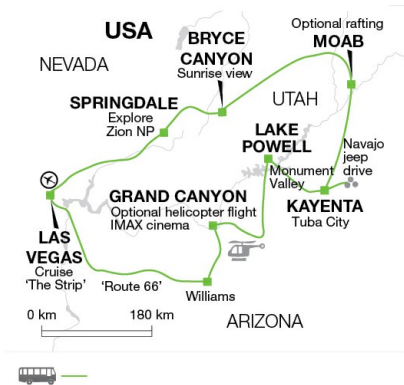 USA
NEVADA
BRYCE
CANYON
Sunrise view
Optional rafting
MOAB
SPRINGDALE
Explore
Zion NP
UTAH
LAKE
POWELL
Navajo
jeep
drive
Monument
Valley
KAYENTA
Tuba City
GRAND CANYON
Optional helicopter flight
IMAX cinema
LAS
VEGAS
Cruise
‘The Strip’
‘Route 66’
Williams
0 km
180 km
ARIZONA